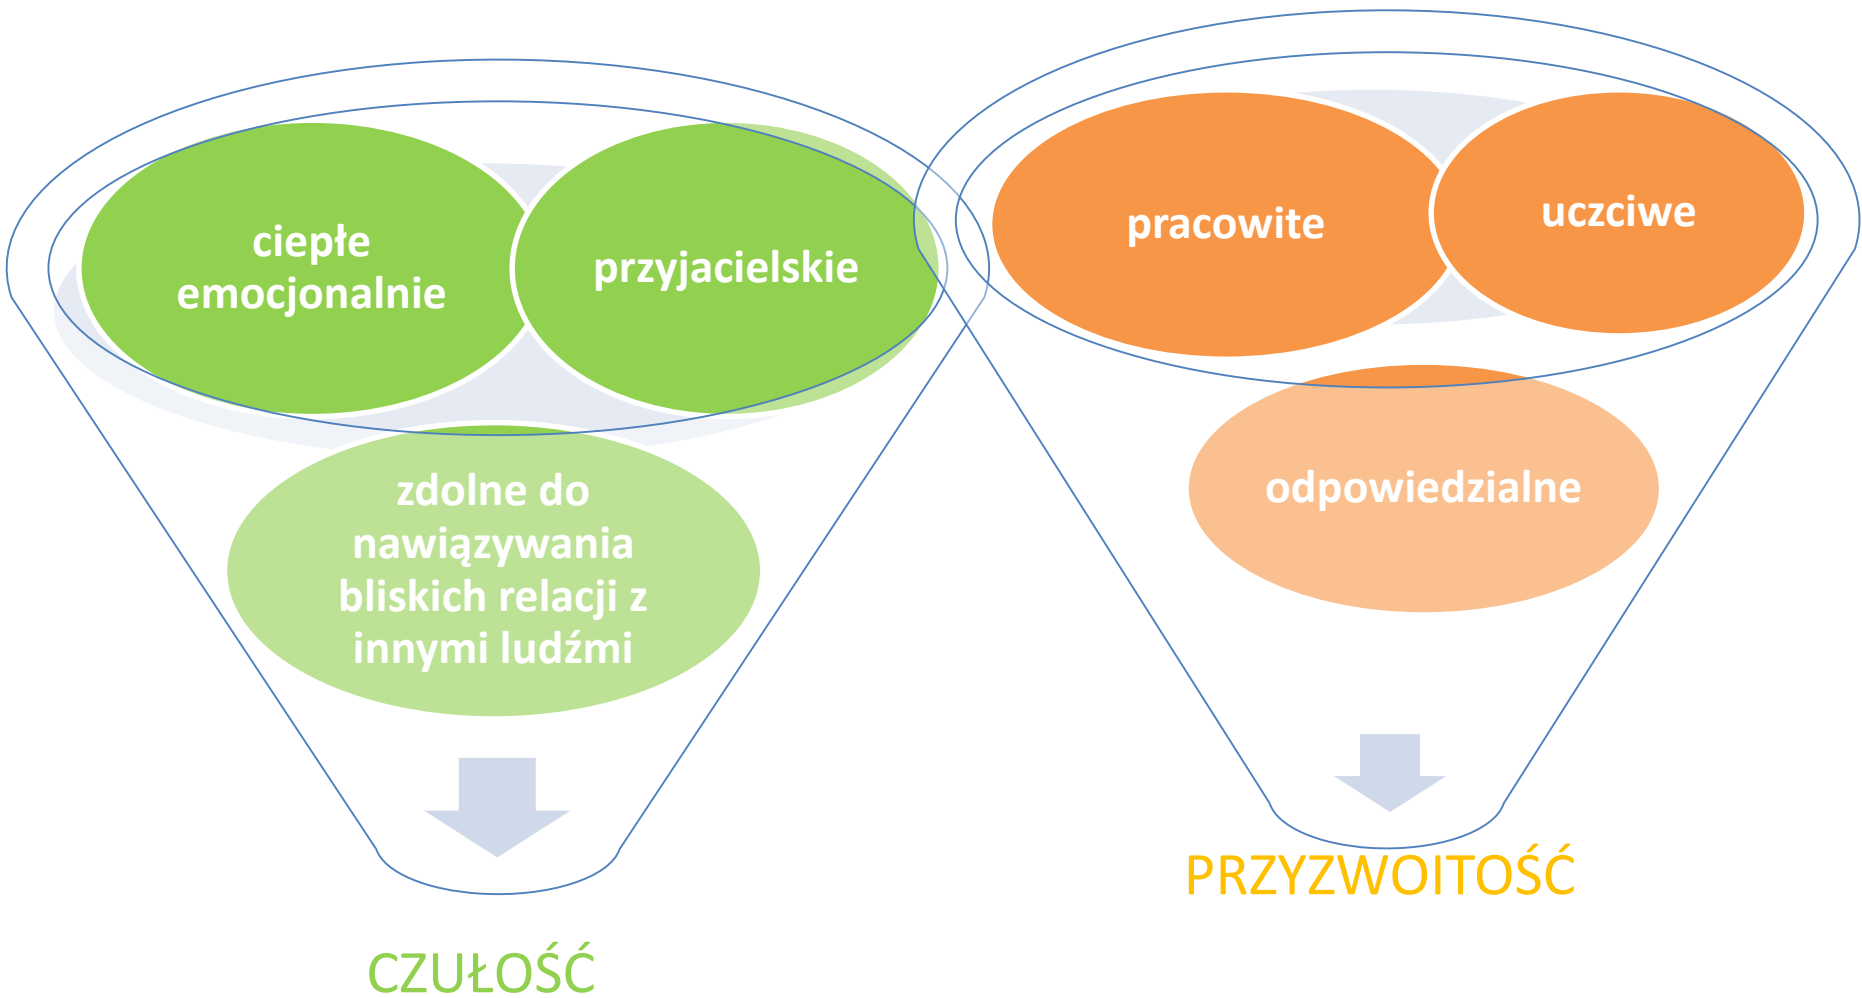 ciepłe
emocjonalnie
przyjacielskie
zdolne do
nawiązywania
bliskich relacji z
innymi ludźmi
CZUŁOŚĆ
pracowite
uczciwe
odpowiedzialne
PRZYZWOITOŚĆ